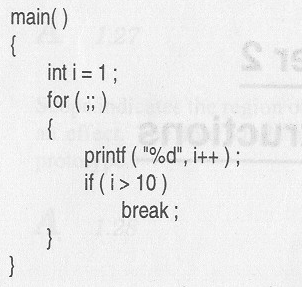 main( )
{
int i = 1 ;
for ( ;; )
{
printf ( "%d", i++ ) ;
if ( i > 10 )
break ;
}
}